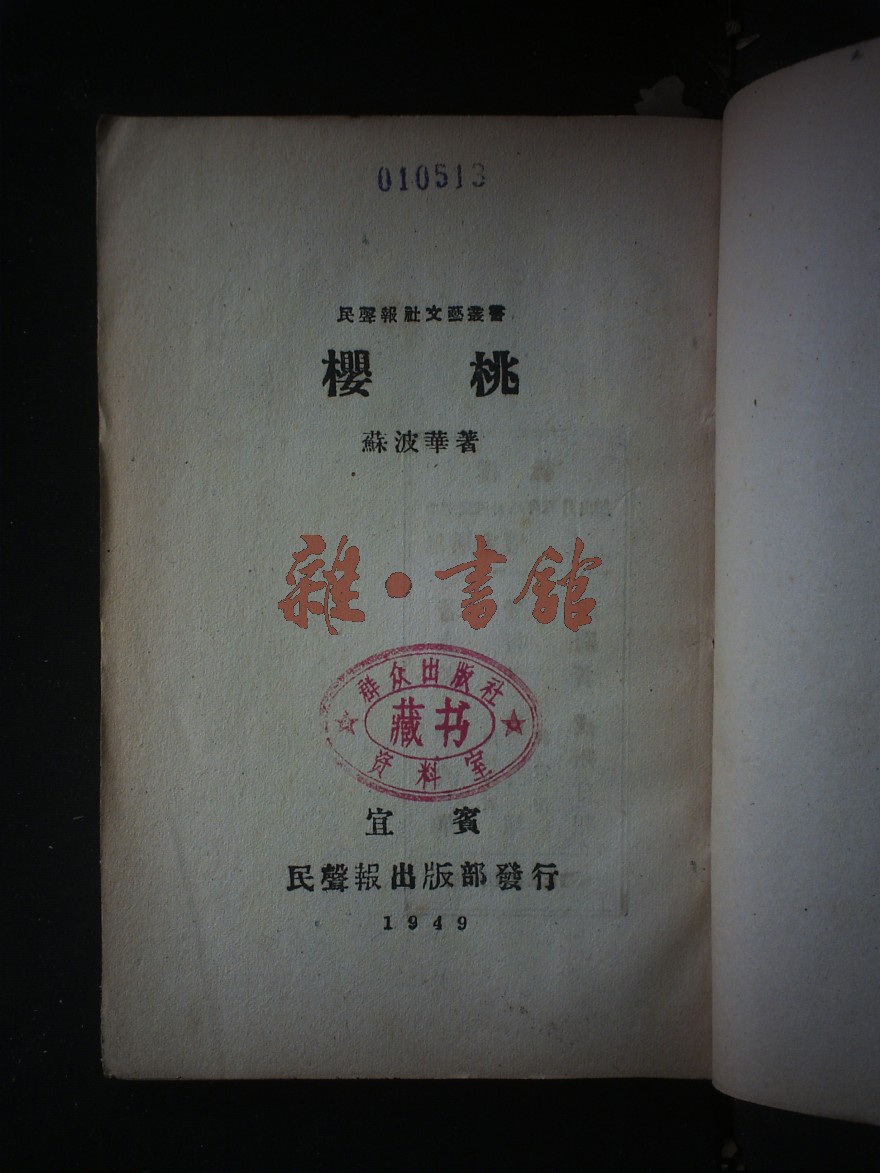 010513
民聲報社文藝叢書
櫻桃
蘇波華著
雜·書館
群众出版社
藏书
资料室
宜賓
民聲報出版部發行
1949